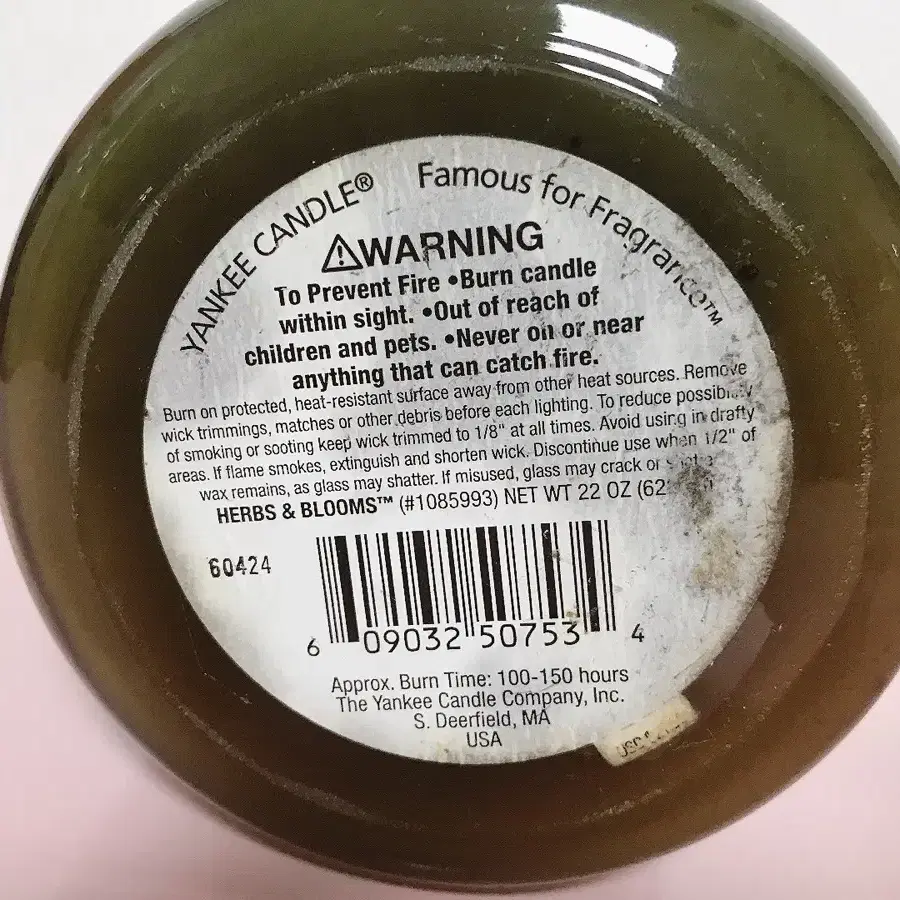 YANKEE CANDLE® Famous for Fragrance™
⚠WARNING
To Prevent Fire •Burn candle
within sight. •Out of reach of
children and pets. •Never on or near
anything that can catch fire.
Burn on protected, heat-resistant surface away from other heat sources. Remove
wick trimmings, matches or other debris before each lighting. To reduce
of smoking or sooting keep wick trimmed to 1/8" at all times. Avoid using in drafty
areas. If flame smokes, extinguish and shorten wick. Discontinue use when 1/2" of
wax remains, as glass may shatter. If misused, glass may crack or
HERBS & BLOOMS™ (#1085993) NET WT 22 OZ (62
60424
6 09032 50753 4
Approx. Burn Time: 100-150 hours
The Yankee Candle Company, Inc.
S. Deerfield, MA
USA